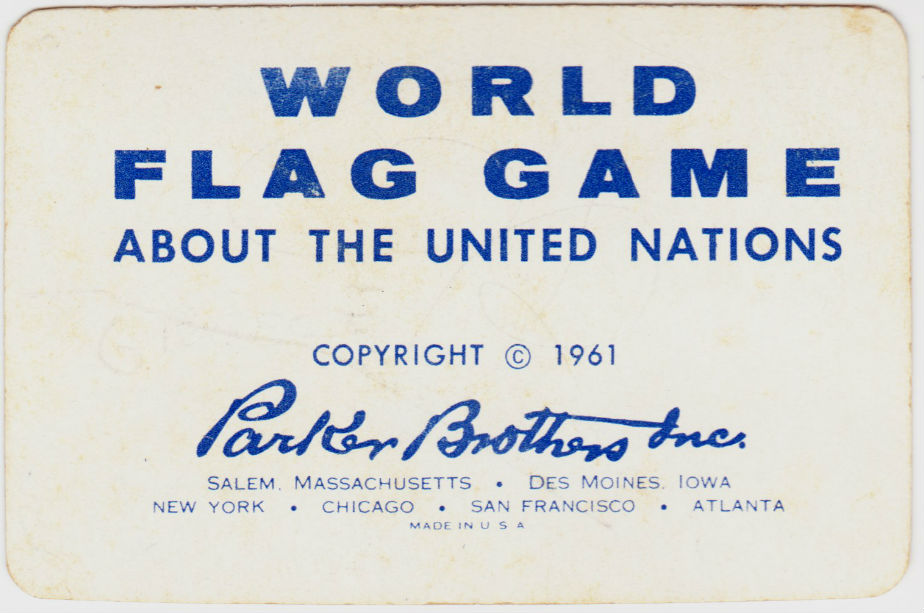 WORLD
FLAG GAME
ABOUT THE UNITED NATIONS
COPYRIGHT © 1961
Parker Brothers Inc.
SALEM, MASSACHUSETTS • DES MOINES, IOWA
NEW YORK • CHICAGO • SAN FRANCISCO • ATLANTA
MADE IN U S A